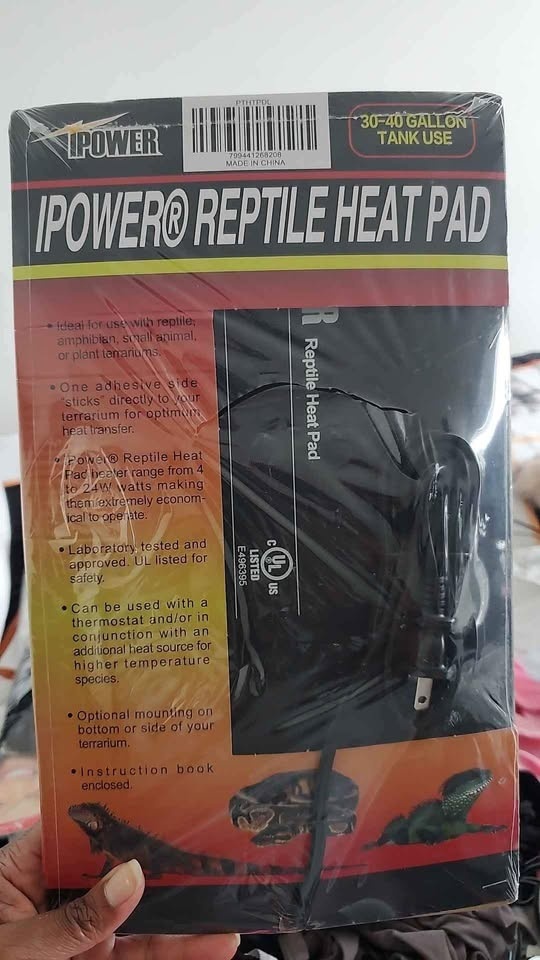 IPOWER
PTHTPDL
799441268208
MADE IN CHINA
30-40 GALLON
TANK USE
IPOWER® REPTILE HEAT PAD
• Ideal for use with reptile,
amphibian, small animal,
or plant terrariums.
• One adhesive side
"sticks" directly to your
terrarium for optimum
heat transfer.
• iPower® Reptile Heat
Pad heater range from 4
to 24W watts making
them extremely econom-
ical to operate.
• Laboratory tested and
approved. UL listed for
safety.
• Can be used with a
thermostat and/or in
conjunction with an
additional heat source for
higher temperature
species.
• Optional mounting on
bottom or side of your
terrarium.
• Instruction book
enclosed.
R
Reptile Heat Pad
C UL US
®
LISTED
E496395